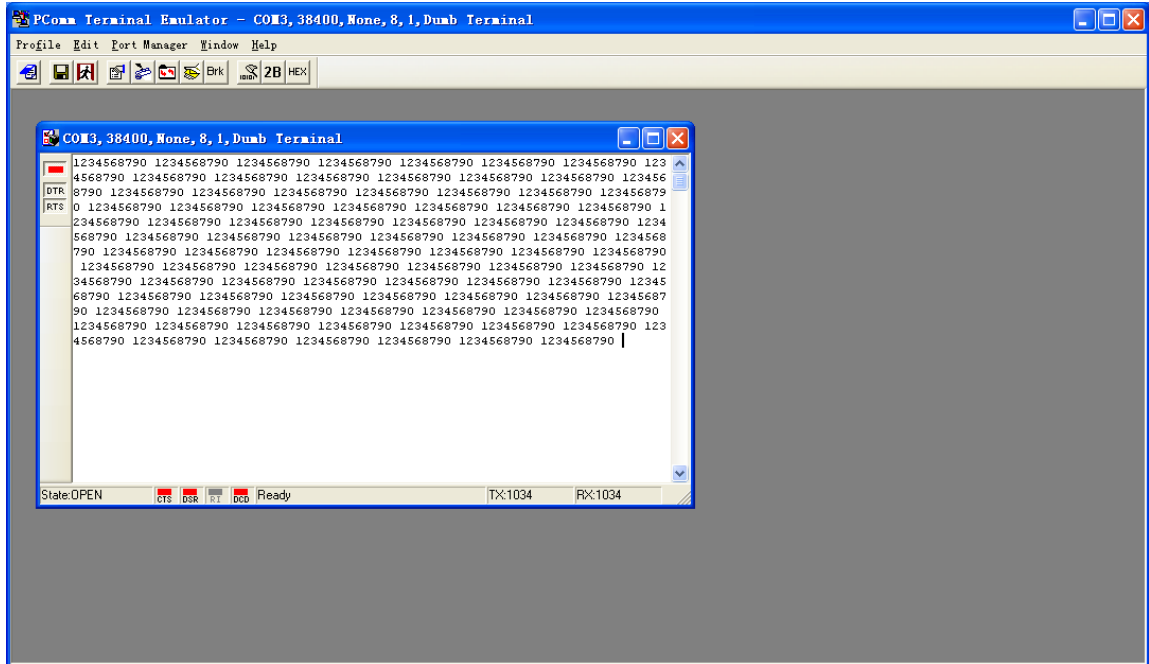 PComm Terminal Emulator - COM3,38400,None,8,1,Dumb Terminal
Profile Edit Port Manager Window Help
Brk 2B HEX
COM3,38400,None,8,1,Dumb Terminal
1234568790 1234568790 1234568790 1234568790 1234568790 1234568790 1234568790 123
4568790 1234568790 1234568790 1234568790 1234568790 1234568790 1234568790 123456
DTR
8790 1234568790 1234568790 1234568790 1234568790 1234568790 1234568790 123456879
RTS
0 1234568790 1234568790 1234568790 1234568790 1234568790 1234568790 1234568790 1
234568790 1234568790 1234568790 1234568790 1234568790 1234568790 1234568790 1234
568790 1234568790 1234568790 1234568790 1234568790 1234568790 1234568790 1234568
790 1234568790 1234568790 1234568790 1234568790 1234568790 1234568790 1234568790
 1234568790 1234568790 1234568790 1234568790 1234568790 1234568790 1234568790 12
34568790 1234568790 1234568790 1234568790 1234568790 1234568790 1234568790 12345
68790 1234568790 1234568790 1234568790 1234568790 1234568790 1234568790 12345687
90 1234568790 1234568790 1234568790 1234568790 1234568790 1234568790 1234568790
1234568790 1234568790 1234568790 1234568790 1234568790 1234568790 1234568790 123
4568790 1234568790 1234568790 1234568790 1234568790 1234568790 1234568790
State:OPEN CTS DSR RI DCD Ready TX:1034 RX:1034